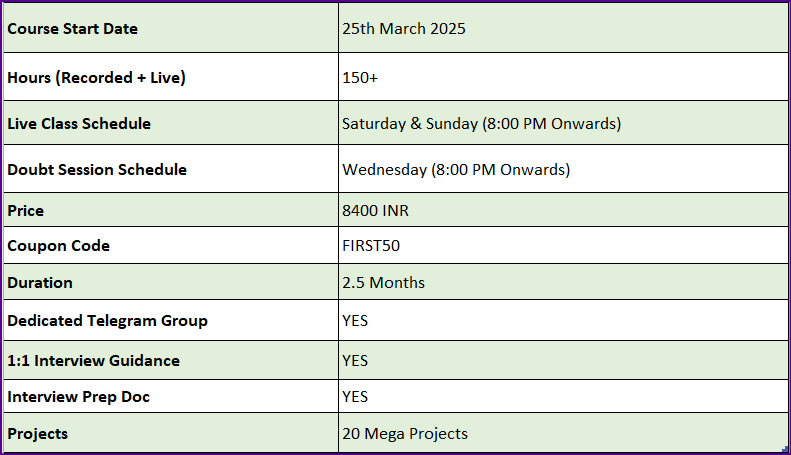 Course Start Date 25th March 2025
Hours (Recorded + Live) 150+
Live Class Schedule Saturday & Sunday (8:00 PM Onwards)
Doubt Session Schedule Wednesday (8:00 PM Onwards)
Price 8400 INR
Coupon Code FIRST50
Duration 2.5 Months
Dedicated Telegram Group YES
1:1 Interview Guidance YES
Interview Prep Doc YES
Projects 20 Mega Projects